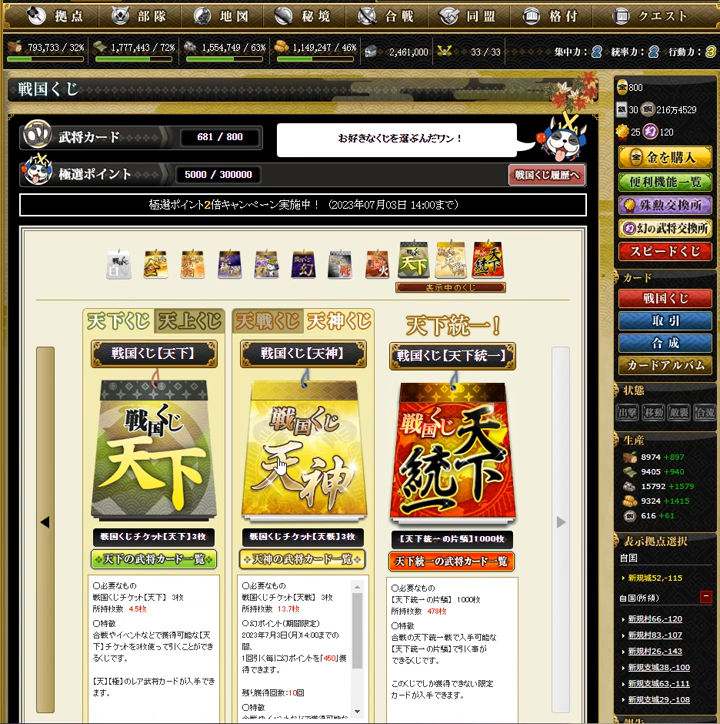 拠点 部隊 地図 秘境 合戦 同盟 格付 クエスト
793,733 / 32% 1,777,443 / 72% 1,554,749 / 63% 1,149,247 / 46% 2,461,000 33 / 33 集中力:2 統率力:2 行動力:3
戦国くじ
武将カード 681 / 800
お好きなくじを選ぶんだワン!
極選ポイント 5000 / 300000 戦国くじ履歴へ
極選ポイント2倍キャンペーン実施中!(2023年07月03日 14:00まで)
表示中のくじ
天下くじ 天上くじ 天戦くじ 天神くじ 天下統一!
戦国くじ【天下】 戦国くじ【天神】 戦国くじ【天下統一】
戦国くじ 天下
戦国くじ 天神
戦国くじ 天下統一
戦国くじチケット【天下】3枚 戦国くじチケット【天戦】3枚 【天下統一の片鱗】1000枚
天下の武将カード一覧 天神の武将カード一覧 天下統一の武将カード一覧
○必要なもの
戦国くじチケット【天下】 3枚
所持枚数 4.5枚
○特徴
合戦やイベントなどで獲得可能な【天
下】チケットを3枚使って引くことができ
るくじです。
【天】【極】のレア武将カードが入手でき
ます。
○必要なもの
戦国くじチケット【天戦】 3枚
所持枚数 13.7枚
○幻ポイント(期間限定)
2023年7月3日(月)14:00までの
間、
1回引く毎に幻ポイントを「450」獲
得できます。
残り獲得回数:10回
○特徴
○必要なもの
【天下統一の片鱗】 1000枚
所持枚数 478枚
○特徴
合戦の天下統一戦で入手可能な
【天下統一の片鱗】で引く事が
できるくじです。
このくじでしか獲得できない限定
カードが入手できます。
800
30 216万4529
25 120
金を購入
便利機能一覧
殊勲交換所
幻の武将交換所
スピードくじ
カード
戦国くじ
取引
合成
カードアルバム
状態
出撃 移動 敵襲 合流
生産
8974 +897
9405 +940
15792 +1579
9324 +1415
616 +61
表示拠点選択
自国
新規城52,-115
自国(所領)
新規村66,-120
新規村83,-107
新規村26,-143
新規支城38,-100
新規支城63,-111
新規支城29,-108